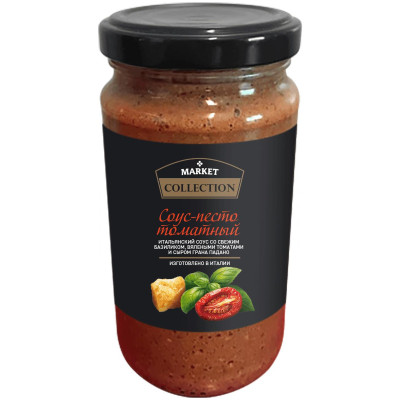 MARKET
COLLECTION
Соус-песто
томатный
ИТАЛЬЯНСКИЙ СОУС СО СВЕЖИМ
БАЗИЛИКОМ, ВЯЛЕНЫМИ ТОМАТАМИ
И СЫРОМ ГРАНА ПАДАНО
ИЗГОТОВЛЕНО В ИТАЛИИ